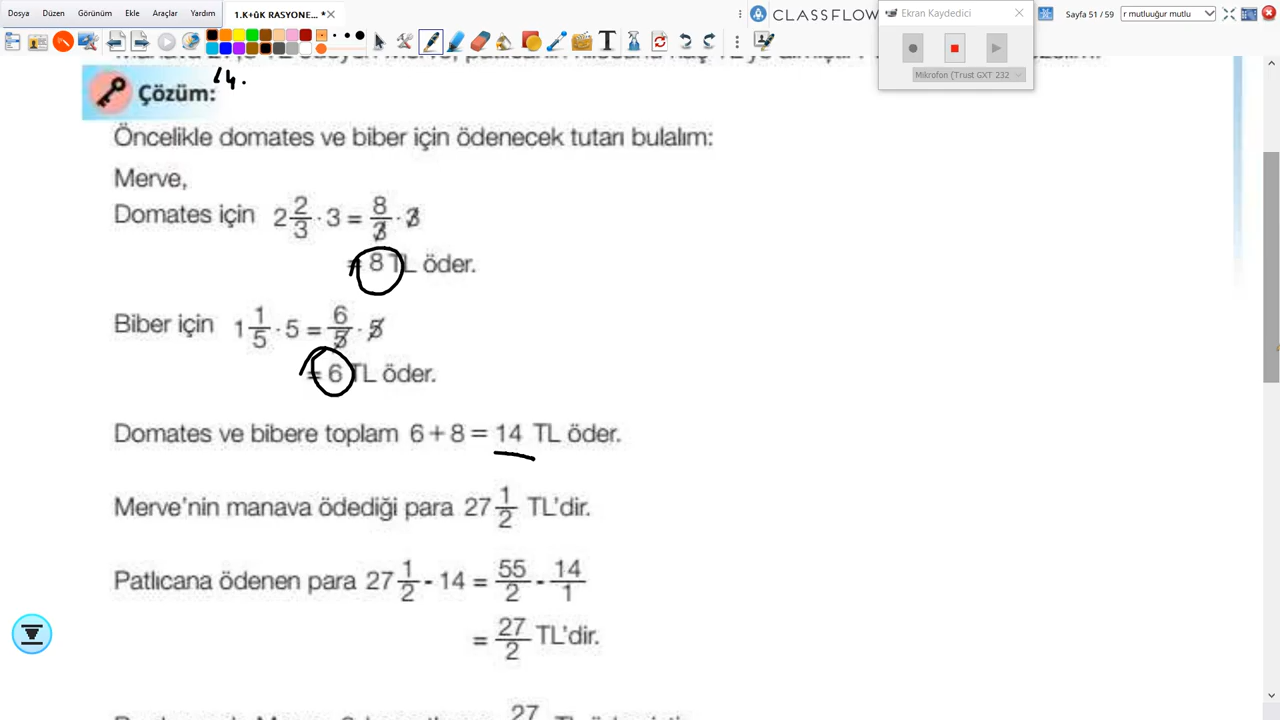 Dosya Düzen Görünüm Ekle Araçlar Yardım
1.K+ûK RASYONE... *
CLASSFLOW
Ekran Kaydedici
Sayfa 51 / 59
r mutluuğur mutlu
Mikrofon (Trust GXT 232
14.
Çözüm:
Öncelikle domates ve biber için ödenecek tutarı bulalım:
Merve,
Domates için 2 2/3 · 3 = 8/3 · 3
= 8 TL öder.
Biber için 1 1/5 · 5 = 6/5 · 5
= 6 TL öder.
Domates ve bibere toplam 6 + 8 = 14 TL öder.
Merve'nin manava ödediği para 27 1/2 TL'dir.
Patlıcana ödenen para 27 1/2 - 14 = 55/2 - 14/1
= 27/2 TL'dir.
27